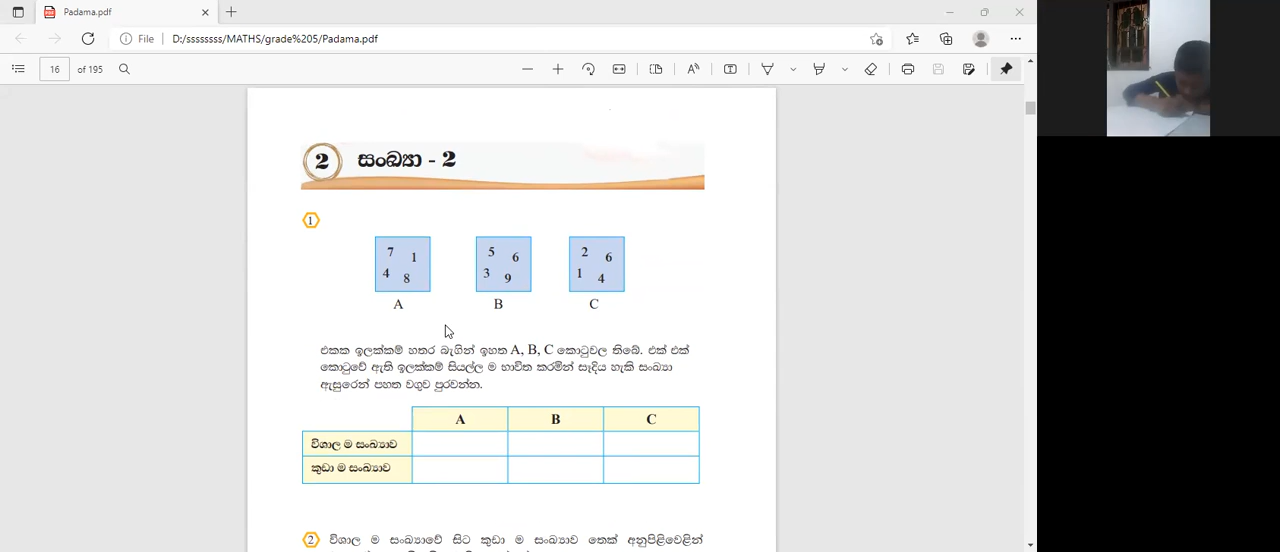 Padama.pdf
File D:/ssssssss/MATHS/grade%205/Padama.pdf
16 of 195
2 සංඛ්‍යා - 2
1
7 1
4 8
A
5 6
3 9
B
2 6
1 4
C
එකක ඉලක්කම් හතර බැගින් ඉහත A, B, C කොටුවල තිබේ. එක් එක්
කොටුවේ ඇති ඉලක්කම් සියල්ල ම භාවිත කරමින් සෑදිය හැකි සංඛ්‍යා
ඇසුරෙන් පහත වගුව පුරවන්න.
A B C
විශාල ම සංඛ්‍යාව
කුඩා ම සංඛ්‍යාව
2 විශාල ම සංඛ්‍යාවේ සිට කුඩා ම සංඛ්‍යාව තෙක් අනුපිළිවෙළින්